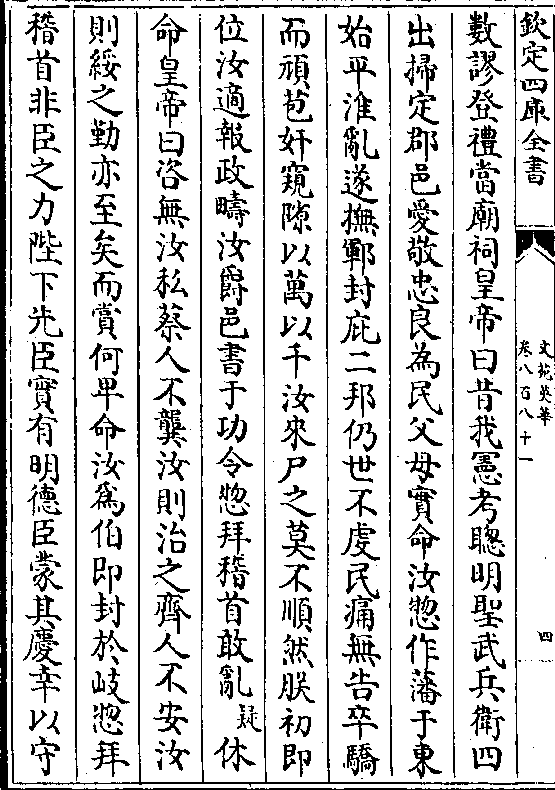 欽定四庫全書
文苑英華
卷八百八十一
四
數謬登禮當廟祠皇帝曰昔我憲考聰明聖武兵衛四
出掃定郡邑愛敬忠良為民父母實命汝惣作藩于東
始平淮亂遂撫鄆封庇二邦仍世不虔民痛無告卒驕
而頑苞奸窺隙以萬以千汝來尸之莫不順然朕初即
位汝適報政疇汝爵邑書于功令惣拜稽首敢亂疑休
命皇帝曰咨無汝私蔡人不龔汝則治之齊人不安汝
則綏之勤亦至矣而賞何卑命汝為伯即封於岐惣拜
稽首非臣之力陛下先臣實有明德臣蒙其慶幸以守